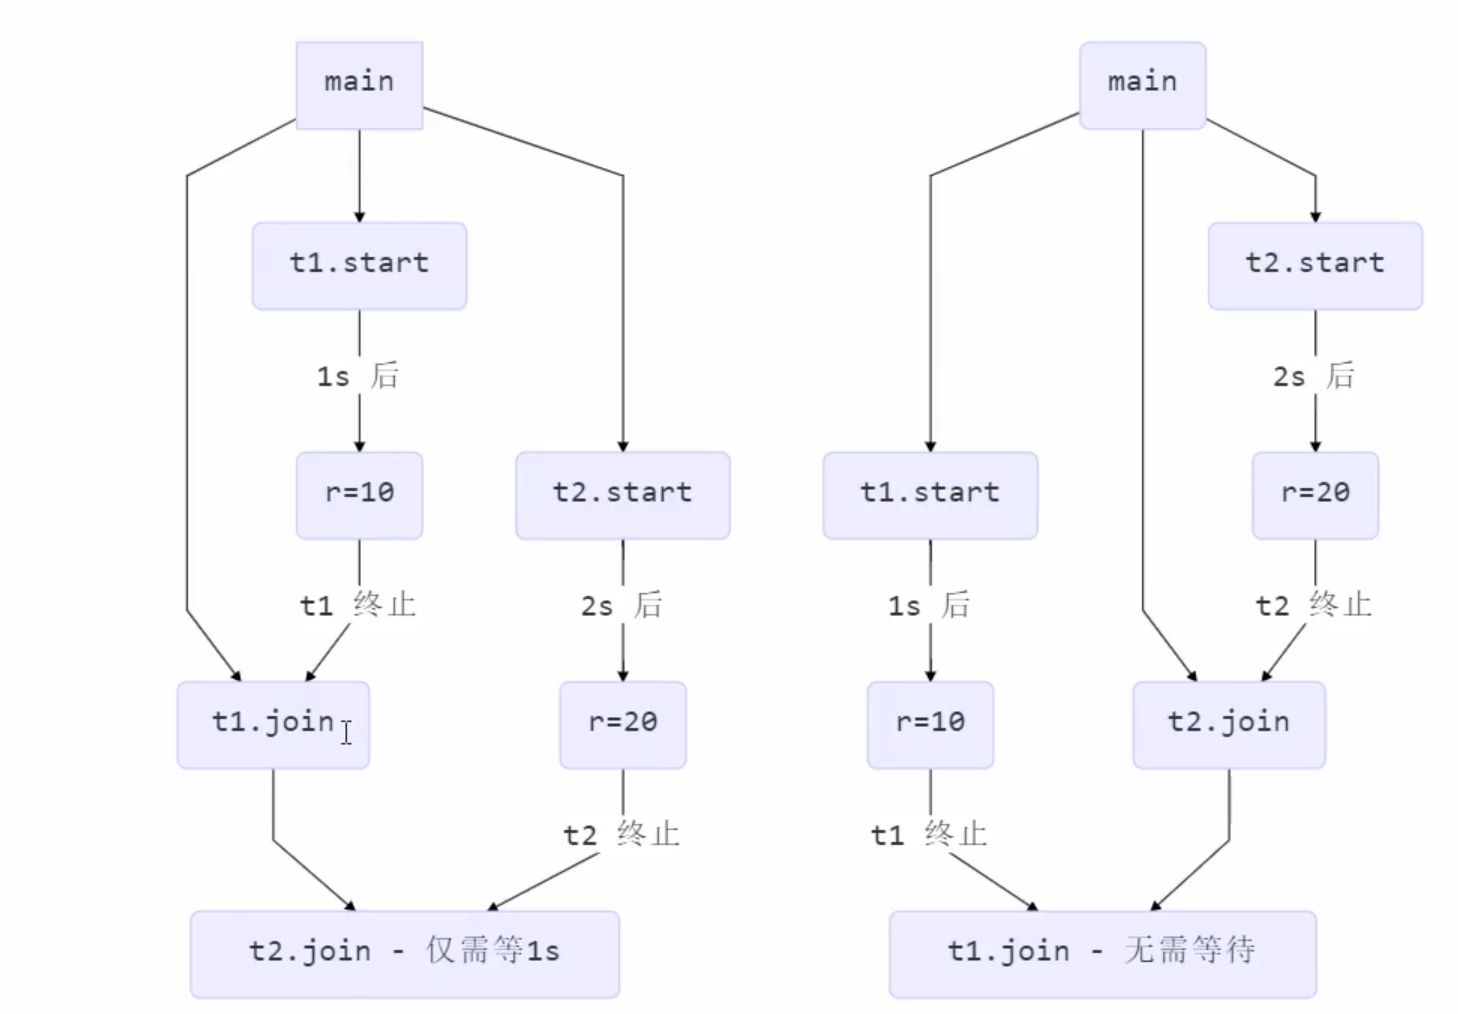 main
t1.start
1s 后
r=10
t1 终止
t1.join
t2.start
2s 后
r=20
t2 终止
t2.join - 仅需等1s
main
t2.start
2s 后
r=20
t2 终止
t2.join
t1.start
1s 后
r=10
t1 终止
t1.join - 无需等待